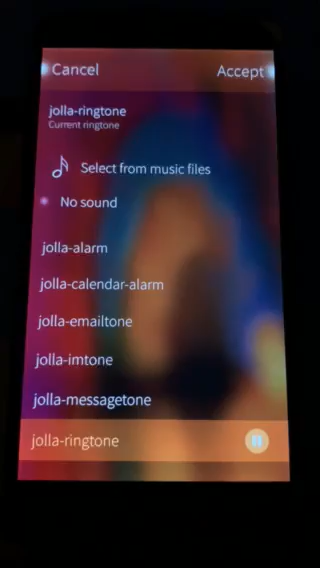 Cancel
Accept
jolla-ringtone
Current ringtone
Select from music files
No sound
jolla-alarm
jolla-calendar-alarm
jolla-emailtone
jolla-imtone
jolla-messagetone
jolla-ringtone